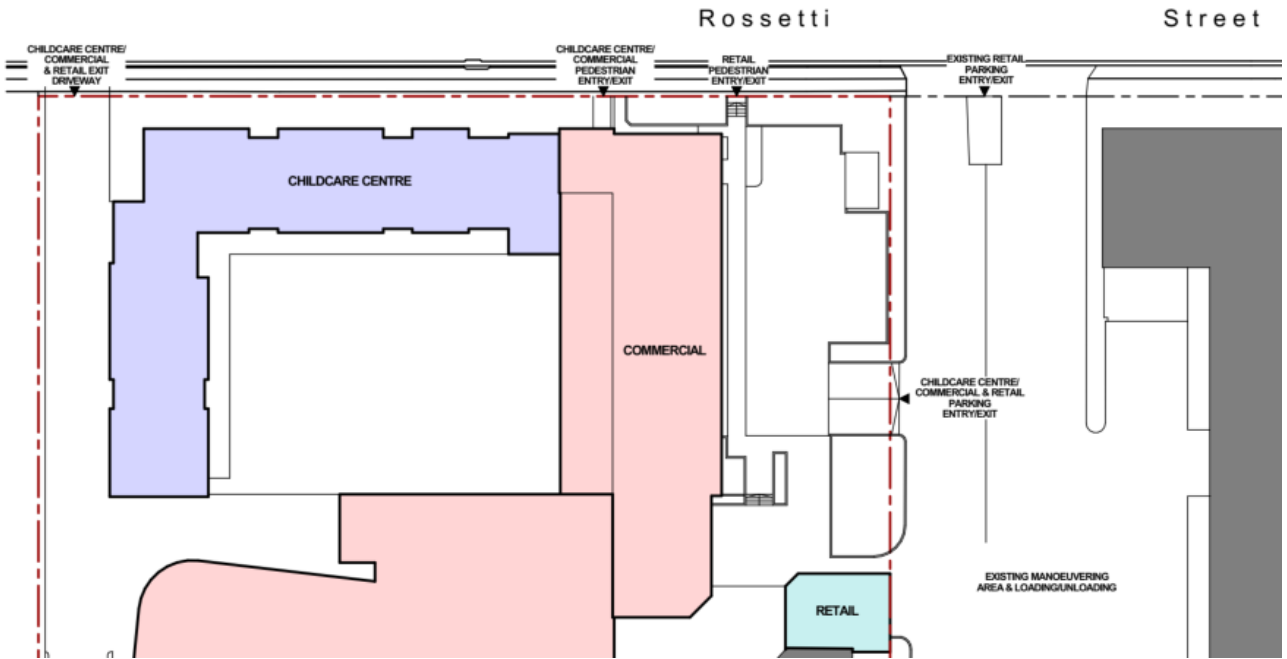 Rossetti Street
CHILDCARE CENTRE/
COMMERCIAL
& RETAIL EXIT
DRIVEWAY
CHILDCARE CENTRE/
COMMERCIAL
PEDESTRIAN
ENTRY/EXIT
RETAIL
PEDESTRIAN
ENTRY/EXIT
EXISTING RETAIL
PARKING
ENTRY/EXIT
CHILDCARE CENTRE
COMMERCIAL
CHILDCARE CENTRE/
COMMERCIAL & RETAIL
PARKING
ENTRY/EXIT
EXISTING MANOEUVERING
AREA & LOADING/UNLOADING
RETAIL